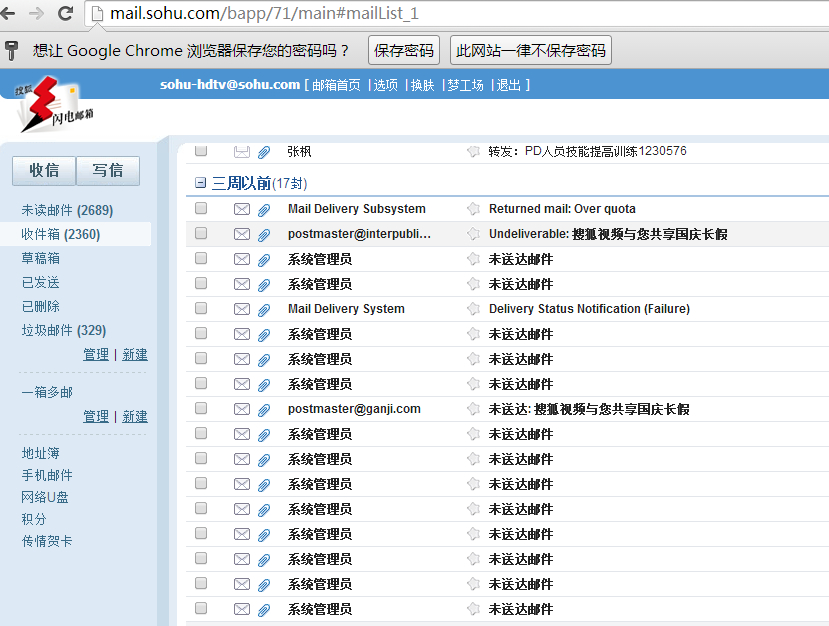 mail.sohu.com/bapp/71/main#mailList_1
想让 Google Chrome 浏览器保存您的密码吗？ 保存密码 此网站一律不保存密码
sohu-hdtv@sohu.com [ 邮箱首页 |选项 |换肤 |梦工场 |退出 ]
搜狐
闪电邮箱
收信 写信
未读邮件 (2689)
收件箱 (2360)
草稿箱
已发送
已删除
垃圾邮件 (329)
管理 | 新建
一箱多邮
管理 | 新建
地址簿
手机邮件
网络U盘
积分
传情贺卡
张枫 转发：PD人员技能提高训练1230576
三周以前(17封)
Mail Delivery Subsystem Returned mail: Over quota
postmaster@interpubli... Undeliverable: 搜狐视频与您共享国庆长假
系统管理员 未送达邮件
系统管理员 未送达邮件
Mail Delivery System Delivery Status Notification (Failure)
系统管理员 未送达邮件
系统管理员 未送达邮件
系统管理员 未送达邮件
postmaster@ganji.com 未送达: 搜狐视频与您共享国庆长假
系统管理员 未送达邮件
系统管理员 未送达邮件
系统管理员 未送达邮件
系统管理员 未送达邮件
系统管理员 未送达邮件
系统管理员 未送达邮件
系统管理员 未送达邮件
系统管理员 未送达邮件